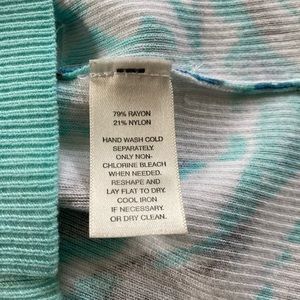 79% RAYON
21% NYLON
HAND WASH COLD
SEPARATELY.
ONLY NON-
CHLORINE BLEACH
WHEN NEEDED.
RESHAPE AND
LAY FLAT TO DRY.
COOL IRON
IF NECESSARY.
OR DRY CLEAN.